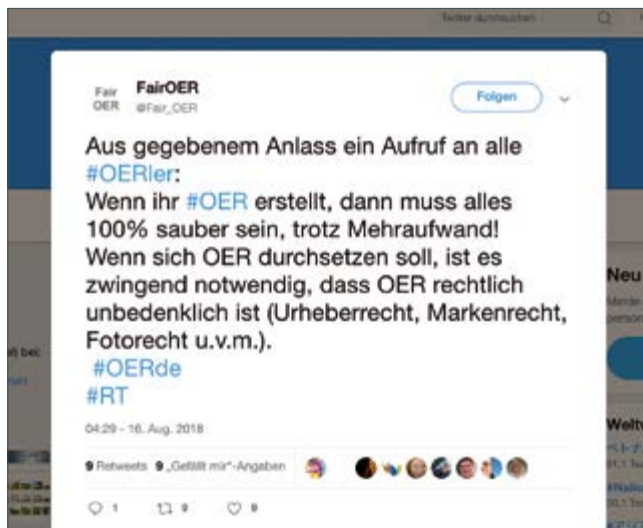 Twitter durchsuchen
Fair
OER
FairOER
@Fair_OER
Folgen
Aus gegebenem Anlass ein Aufruf an alle
#OERler:
Wenn ihr #OER erstellt, dann muss alles
100% sauber sein, trotz Mehraufwand!
Wenn sich OER durchsetzen soll, ist es
zwingend notwendig, dass OER rechtlich
unbedenklich ist (Urheberrecht, Markenrecht,
Fotorecht u.v.m.).
#OERde
#RT
04:29 - 16. Aug. 2018
9 Retweets 9 „Gefällt mir“-Angaben
1 9 9
Neu
bei: